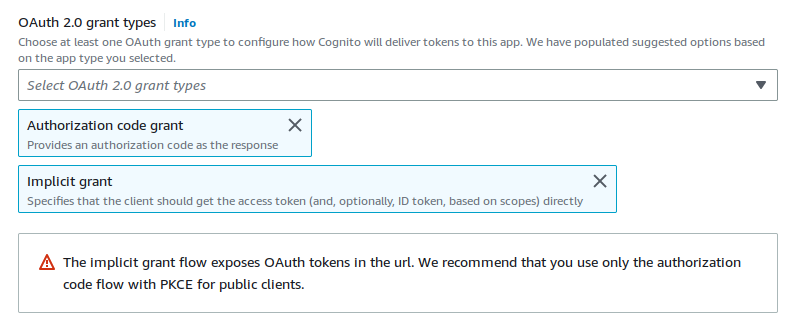 OAuth 2.0 grant types Info
Choose at least one OAuth grant type to configure how Cognito will deliver tokens to this app. We have populated suggested options based
on the app type you selected.
Select OAuth 2.0 grant types
Authorization code grant
Provides an authorization code as the response
Implicit grant
Specifies that the client should get the access token (and, optionally, ID token, based on scopes) directly
The implicit grant flow exposes OAuth tokens in the url. We recommend that you use only the authorization
code flow with PKCE for public clients.